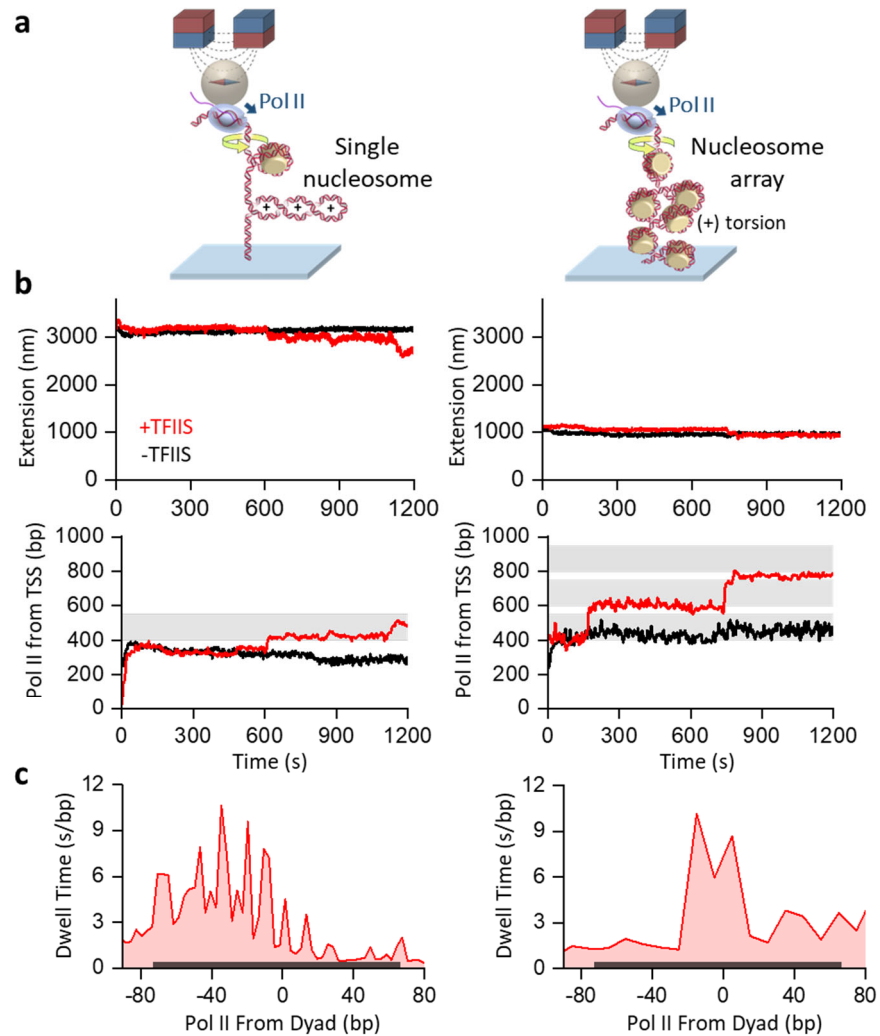 a
Pol II
Single
nucleosome
+ + +
Pol II
Nucleosome
array
(+) torsion
b
Extension (nm)
3000
2000
1000
0
+TFIIS
-TFIIS
0 300 600 900 1200
Extension (nm)
3000
2000
1000
0
0 300 600 900 1200
Pol II from TSS (bp)
1000
800
600
400
200
0
0 300 600 900 1200
Time (s)
Pol II from TSS (bp)
1000
800
600
400
200
0
0 300 600 900 1200
Time (s)
c
Dwell Time (s/bp)
12
9
6
3
0
-80 -40 0 40 80
Pol II From Dyad (bp)
Dwell Time (s/bp)
12
9
6
3
0
-80 -40 0 40 80
Pol II From Dyad (bp)